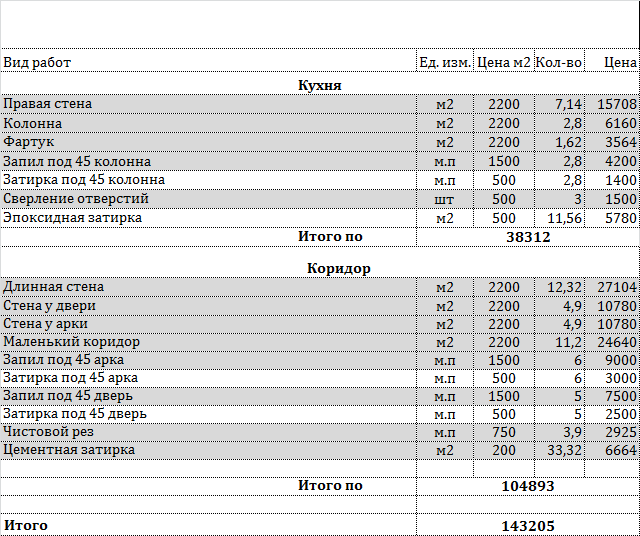 Вид работ Ед. изм. Цена м2 Кол-во Цена
Кухня
Правая стена м2 2200 7,14 15708
Колонна м2 2200 2,8 6160
Фартук м2 2200 1,62 3564
Запил под 45 колонна м.п 1500 2,8 4200
Затирка под 45 колонна м.п 500 2,8 1400
Сверление отверстий шт 500 3 1500
Эпоксидная затирка м2 500 11,56 5780
Итого по 38312
Коридор
Длинная стена м2 2200 12,32 27104
Стена у двери м2 2200 4,9 10780
Стена у арки м2 2200 4,9 10780
Маленький коридор м2 2200 11,2 24640
Запил под 45 арка м.п 1500 6 9000
Затирка под 45 арка м.п 500 6 3000
Запил под 45 дверь м.п 1500 5 7500
Затирка под 45 дверь м.п 500 5 2500
Чистовой рез м.п 750 3,9 2925
Цементная затирка м2 200 33,32 6664
Итого по 104893
Итого 143205